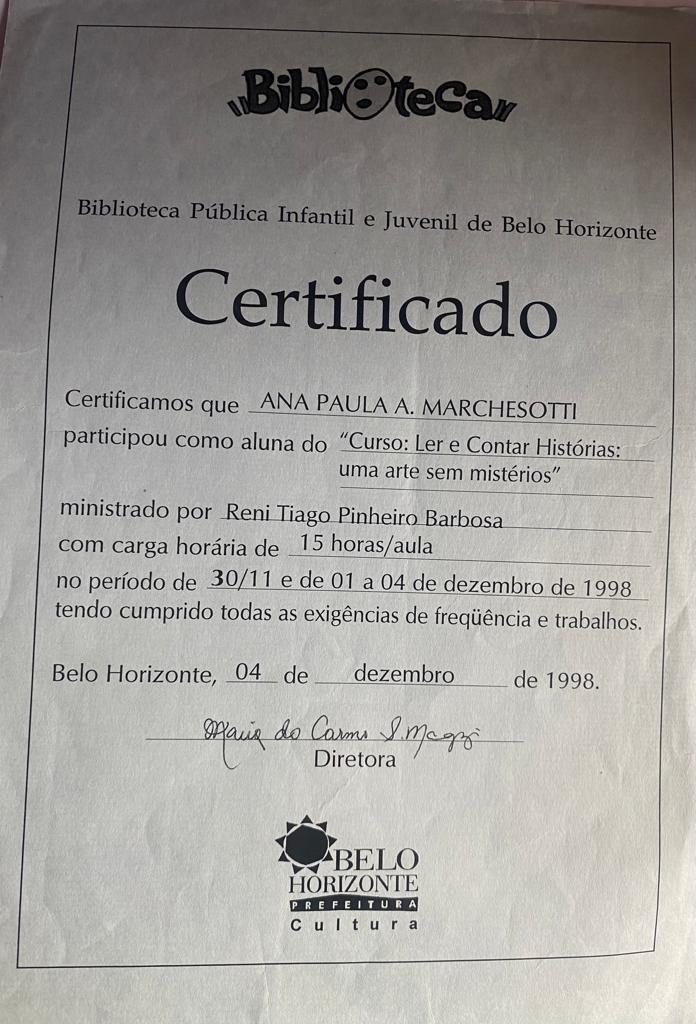 Biblioteca
Biblioteca Pública Infantil e Juvenil de Belo Horizonte
Certificado
Certificamos que ANA PAULA A. MARCHESOTTI
participou como aluna do "Curso: Ler e Contar Histórias:
uma arte sem mistérios"
ministrado por Reni Tiago Pinheiro Barbosa
com carga horária de 15 horas/aula
no período de 30/11 e de 01 a 04 de dezembro de 1998
tendo cumprido todas as exigências de freqüência e trabalhos.
Belo Horizonte, 04 de dezembro de 1998.
Maria do Carmo S.
Diretora
BELO
HORIZONTE
PREFEITURA
Cultura